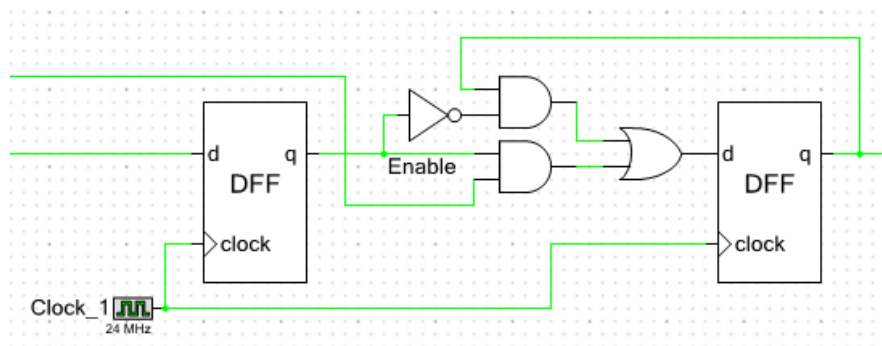 d
q
Enable
DFF
clock
d
q
DFF
clock
Clock_1
24 MHz